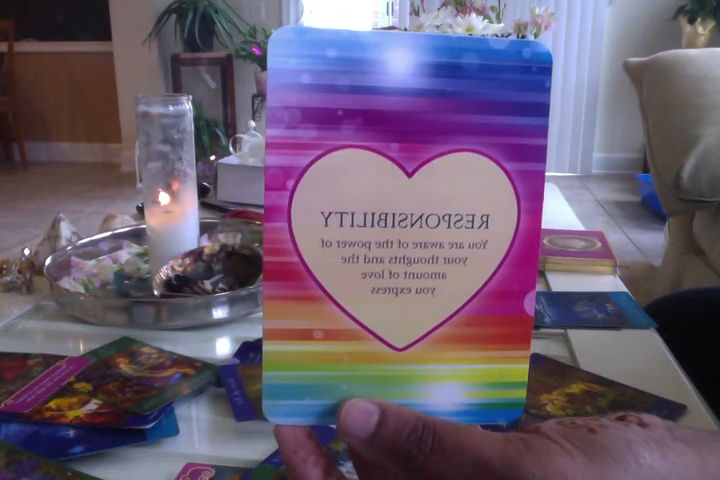 RESPONSIBILITY
You are aware of the power of
your thoughts and the
amount of love
you express